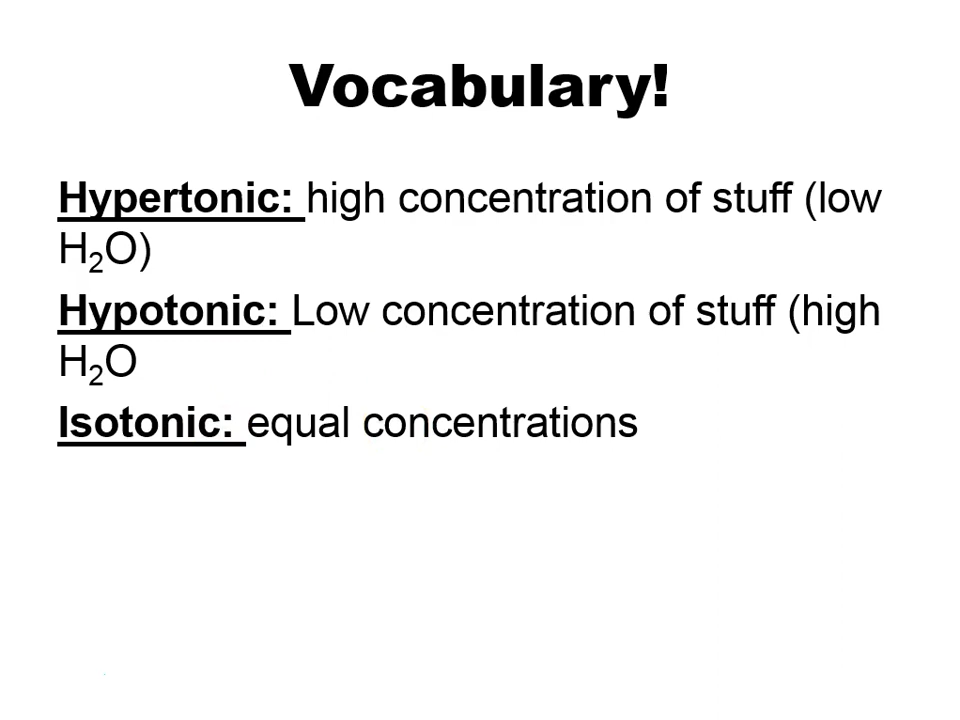 Vocabulary!
Hypertonic: high concentration of stuff (low
H₂O)
Hypotonic: Low concentration of stuff (high
H₂O
Isotonic: equal concentrations